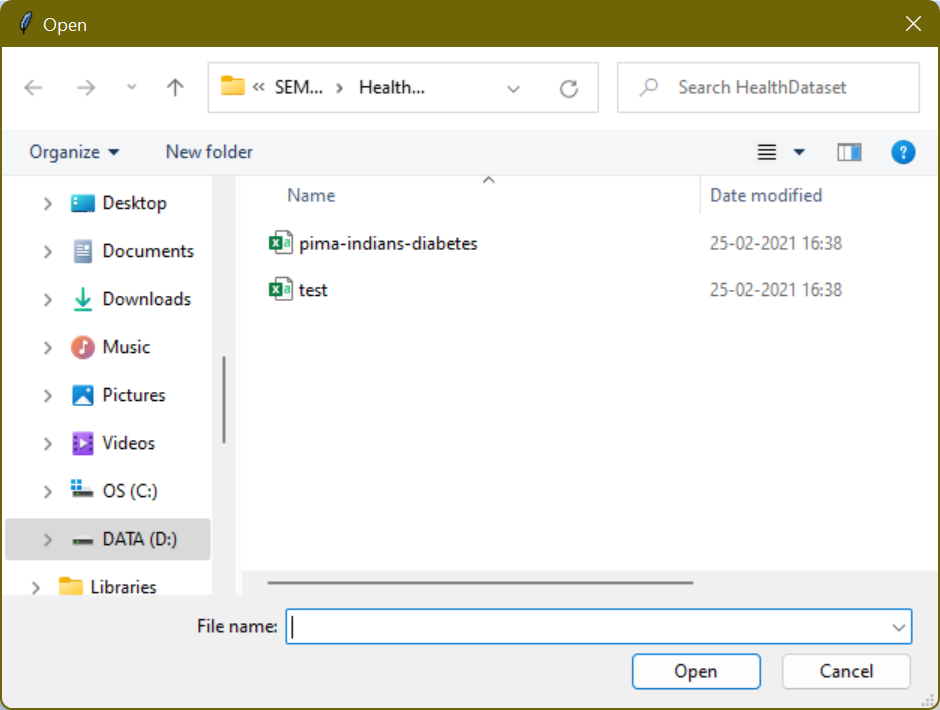 Open
« SEM... › Health... Search HealthDataset
Organize New folder
Name Date modified
Desktop
Documents
Downloads
Music
Pictures
Videos
OS (C:)
DATA (D:)
Libraries
pima-indians-diabetes 25-02-2021 16:38
test 25-02-2021 16:38
File name:
Open Cancel